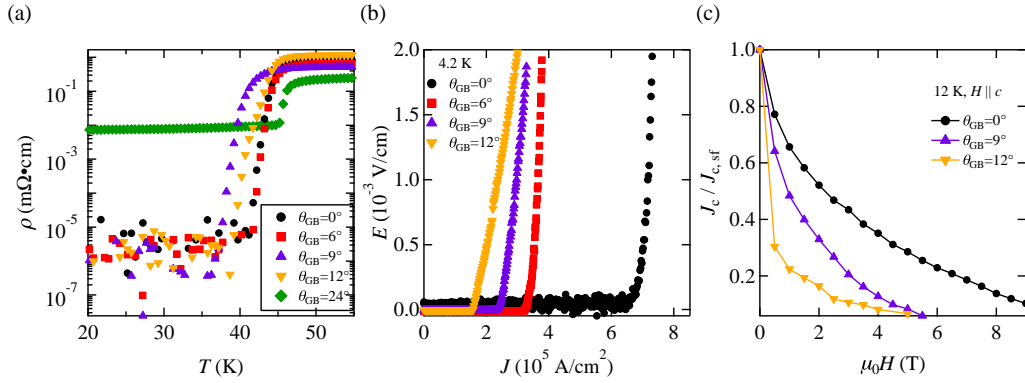 (a)
(b)
(c)
ρ (mΩ•cm)
10⁻¹
10⁻³
10⁻⁵
10⁻⁷
20
30
40
50
T (K)
θGB=0°
θGB=6°
θGB=9°
θGB=12°
θGB=24°
E (10⁻³ V/cm)
2.0
1.5
1.0
0.5
0.0
0
2
4
6
8
J (10⁵ A/cm²)
4.2 K
θGB=0°
θGB=6°
θGB=9°
θGB=12°
Jc / Jc,sf
1.0
0.8
0.6
0.4
0.2
0
2
4
6
8
μ0H (T)
12 K, H || c
θGB=0°
θGB=9°
θGB=12°